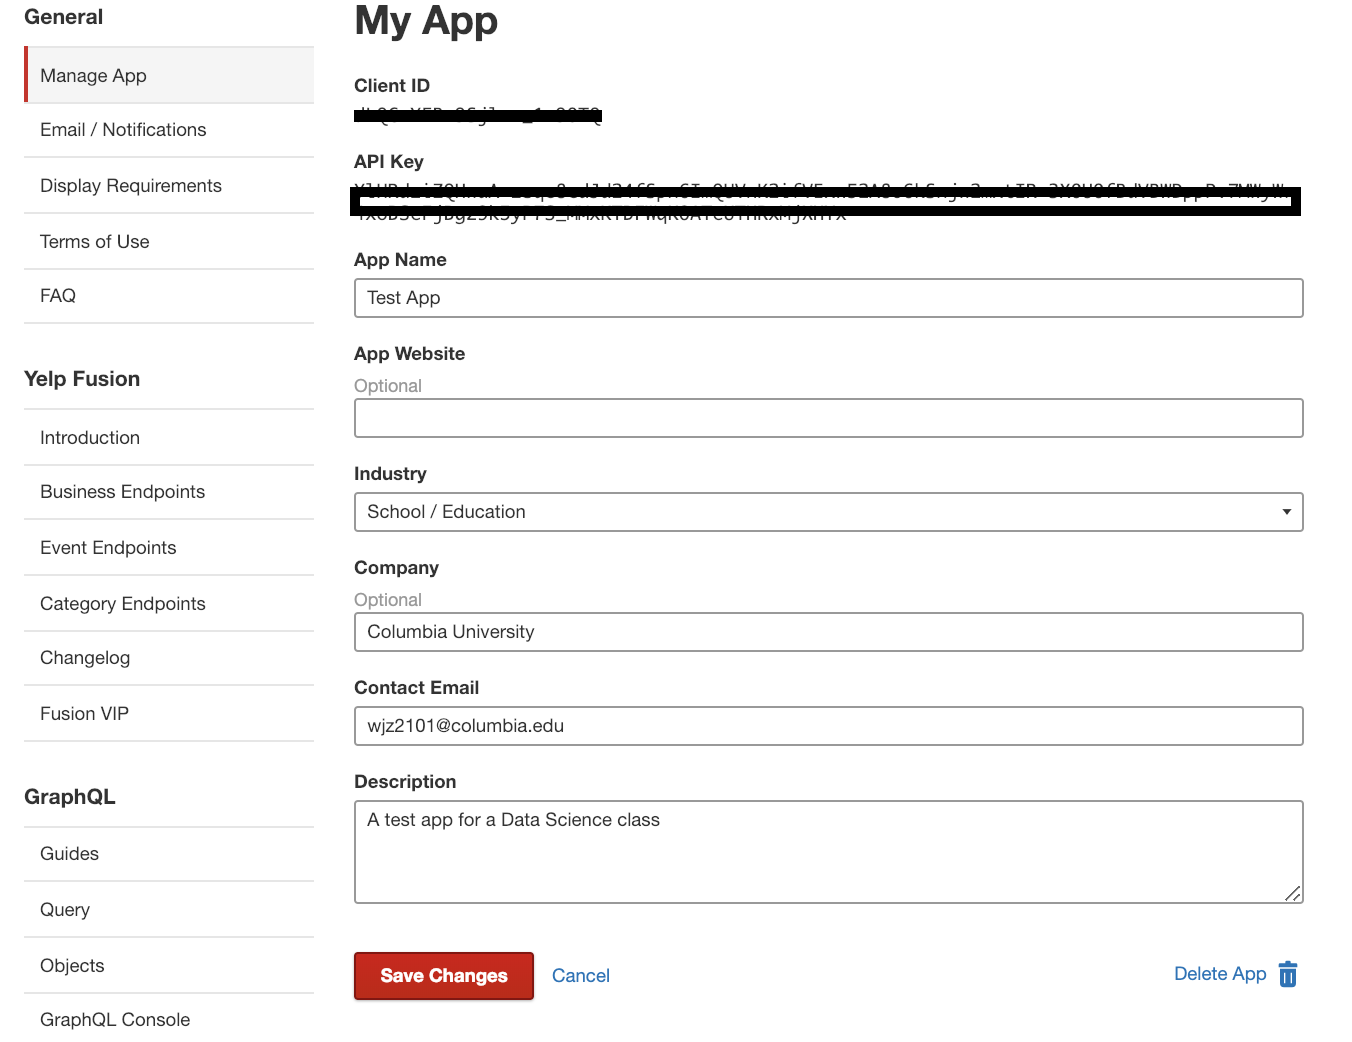 General
Manage App
Email / Notifications
Display Requirements
Terms of Use
FAQ
Yelp Fusion
Introduction
Business Endpoints
Event Endpoints
Category Endpoints
Changelog
Fusion VIP
GraphQL
Guides
Query
Objects
GraphQL Console
My App
Client ID
API Key
App Name
Test App
App Website
Optional
Industry
School / Education
Company
Optional
Columbia University
Contact Email
wjz2101@columbia.edu
Description
A test app for a Data Science class
Save Changes
Cancel
Delete App